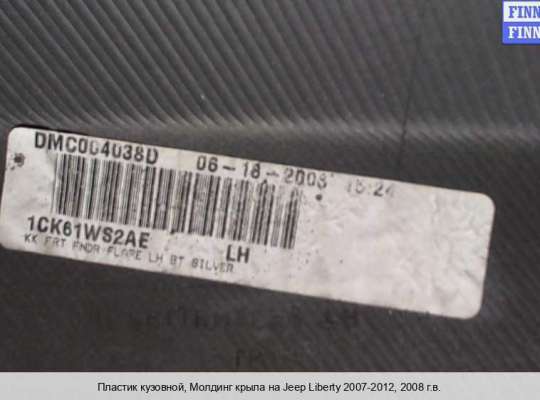 FINN
FINN
DMC004038D 06-18-2008 15:24
1CK61WS2AE LH
KK FRT FNDR FLARE LH BT SILVER
Пластик кузовной, Молдинг крыла на Jeep Liberty 2007-2012, 2008 г.в.